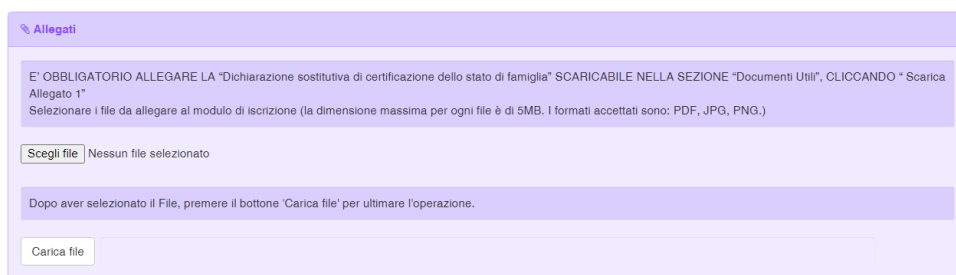 Allegati
E' OBBLIGATORIO ALLEGARE LA “Dichiarazione sostitutiva di certificazione dello stato di famiglia” SCARICABILE NELLA SEZIONE “Documenti Utili”, CLICCANDO “ Scarica
Allegato 1”
Selezionare i file da allegare al modulo di iscrizione (la dimensione massima per ogni file è di 5MB. I formati accettati sono: PDF, JPG, PNG.)
Scegli file Nessun file selezionato
Dopo aver selezionato il File, premere il bottone 'Carica file' per ultimare l'operazione.
Carica file